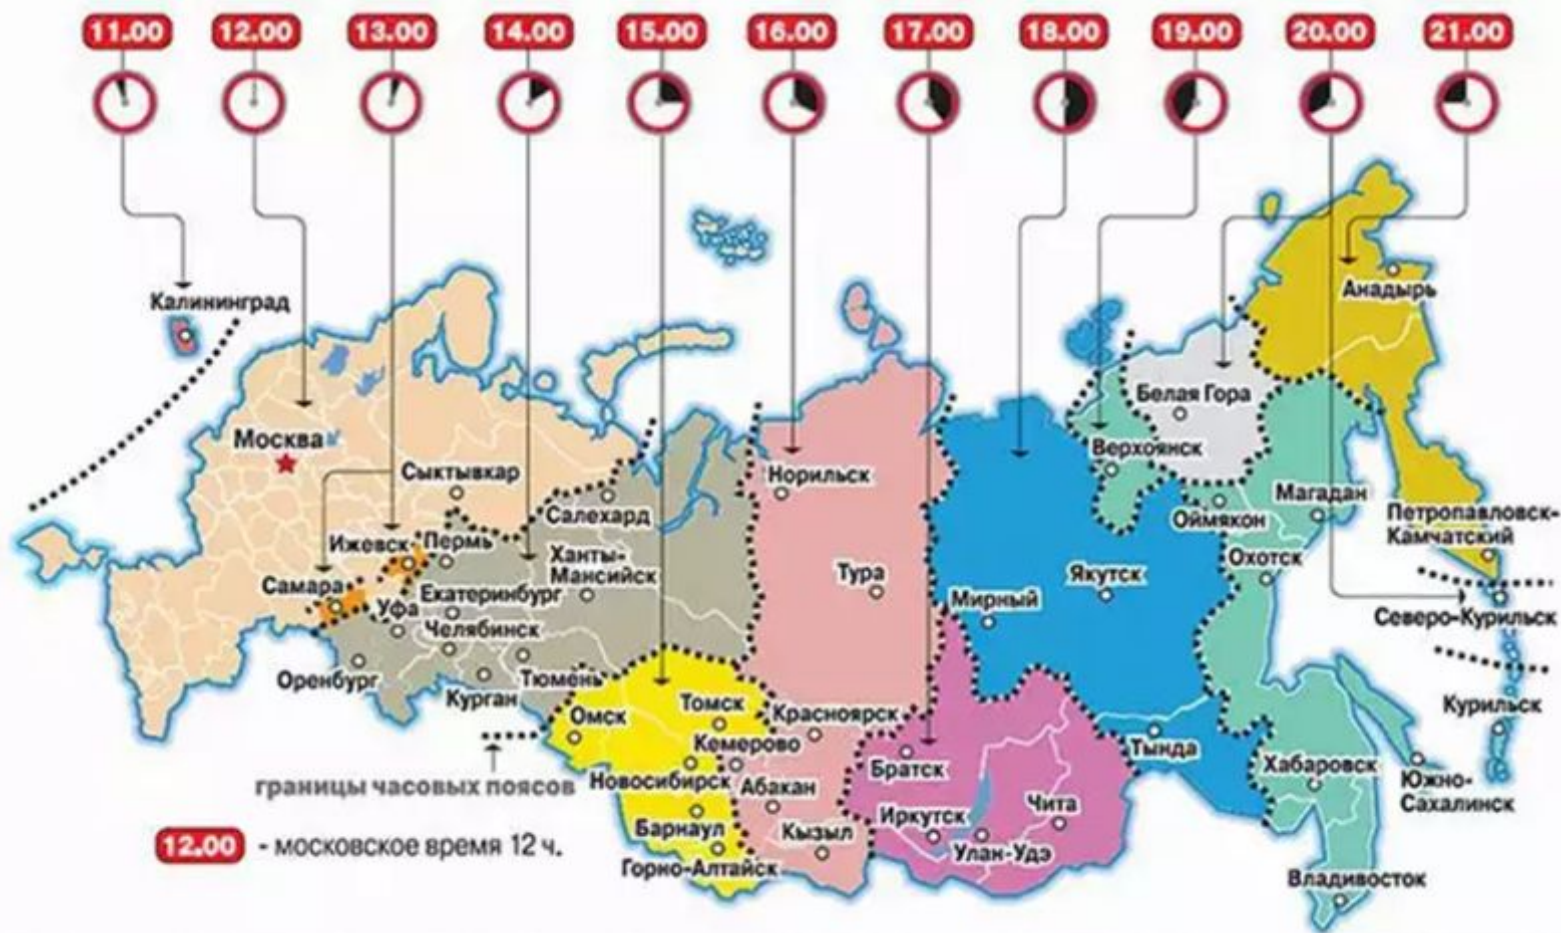 11.00 12.00 13.00 14.00 15.00 16.00 17.00 18.00 19.00 20.00 21.00
Калининград
Анадырь
Белая Гора
Москва
Верхоянск
Сыктывкар
Норильск
Магадан
Салехард
Оймякон
Петропавловск-
Камчатский
Ижевск
Пермь
Ханты-
Мансийск
Охотск
Самара
Екатеринбург
Тура
Якутск
Уфа
Мирный
Северо-Курильск
Челябинск
Оренбург
Тюмень
Курган
Томск
Омск
Красноярск
Курильск
Кемерово
Тында
Братск
Хабаровск
границы часовых поясов
Новосибирск
Абакан
Южно-
Сахалинск
Чита
Иркутск
Барнаул
Кызыл
12.00 - московское время 12 ч.
Улан-Удэ
Горно-Алтайск
Владивосток